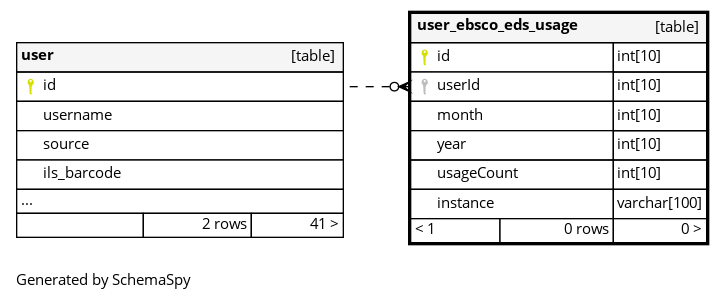 user [table]
id
username
source
ils_barcode
...
2 rows 41 >
user_ebsco_eds_usage [table]
id int[10]
userId int[10]
month int[10]
year int[10]
usageCount int[10]
instance varchar[100]
< 1 0 rows 0 >
Generated by SchemaSpy